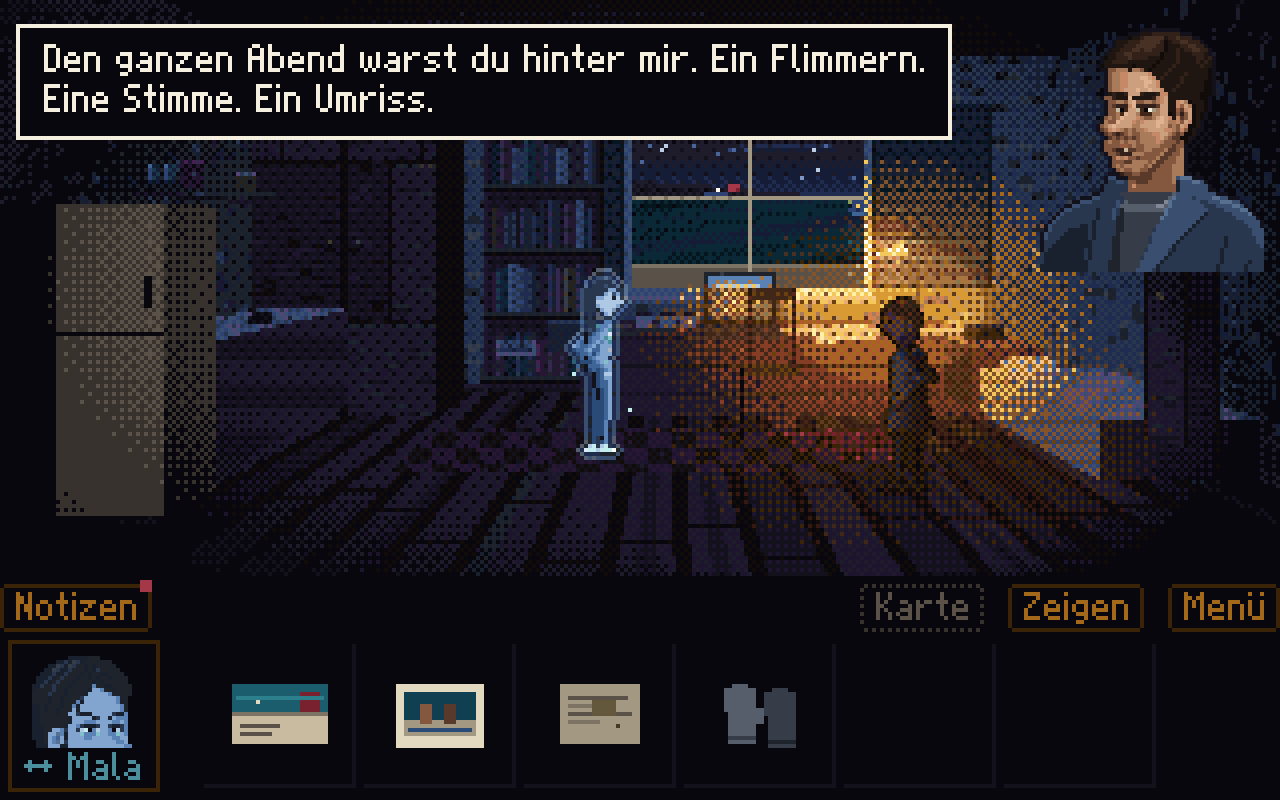 Den ganzen Abend warst du hinter mir. Ein Flimmern.
Eine Stimme. Ein Umriss.
Notizen
Karte
Zeigen
Menü
↔ Mala